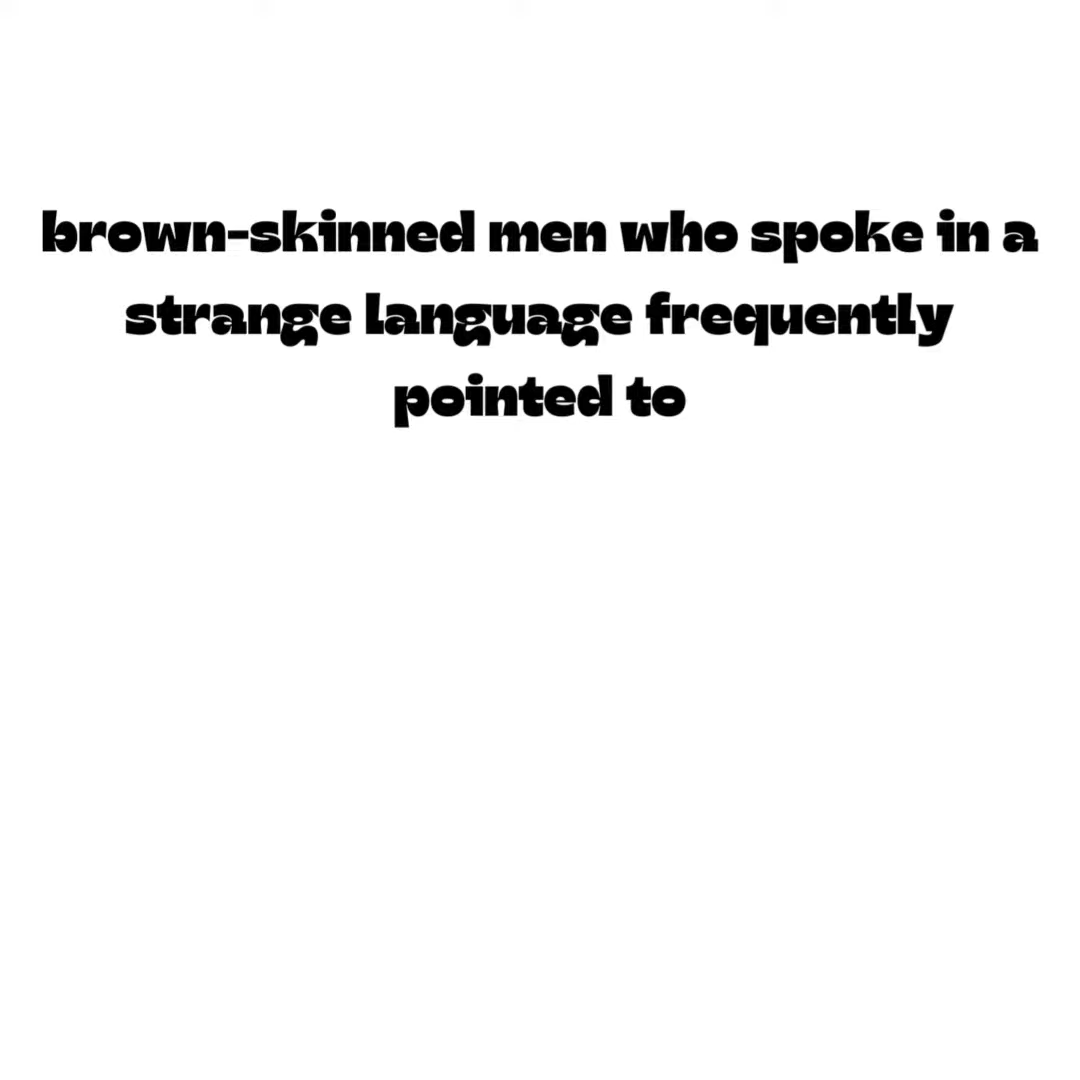 brown-skinned men who spoke in a
strange language frequently
pointed to